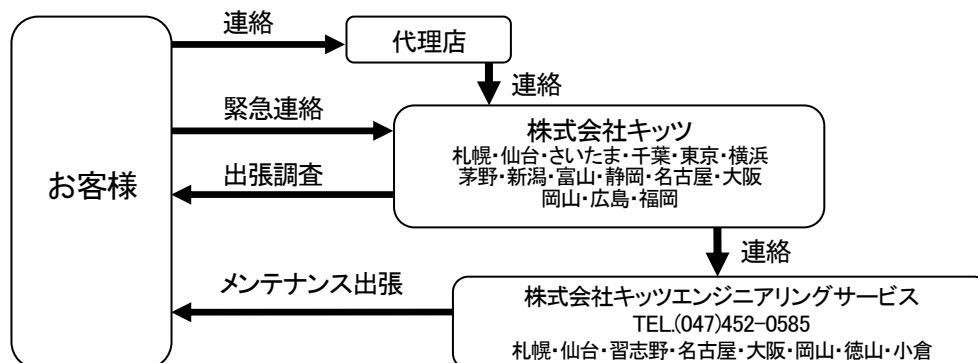 連絡
代理店
連絡
緊急連絡
お客様
出張調査
株式会社キッツ
札幌・仙台・さいたま・千葉・東京・横浜
茅野・新潟・富山・静岡・名古屋・大阪
岡山・広島・福岡
連絡
メンテナンス出張
株式会社キッツエンジニアリングサービス
TEL.(047)452-0585
札幌・仙台・習志野・名古屋・大阪・岡山・徳山・小倉